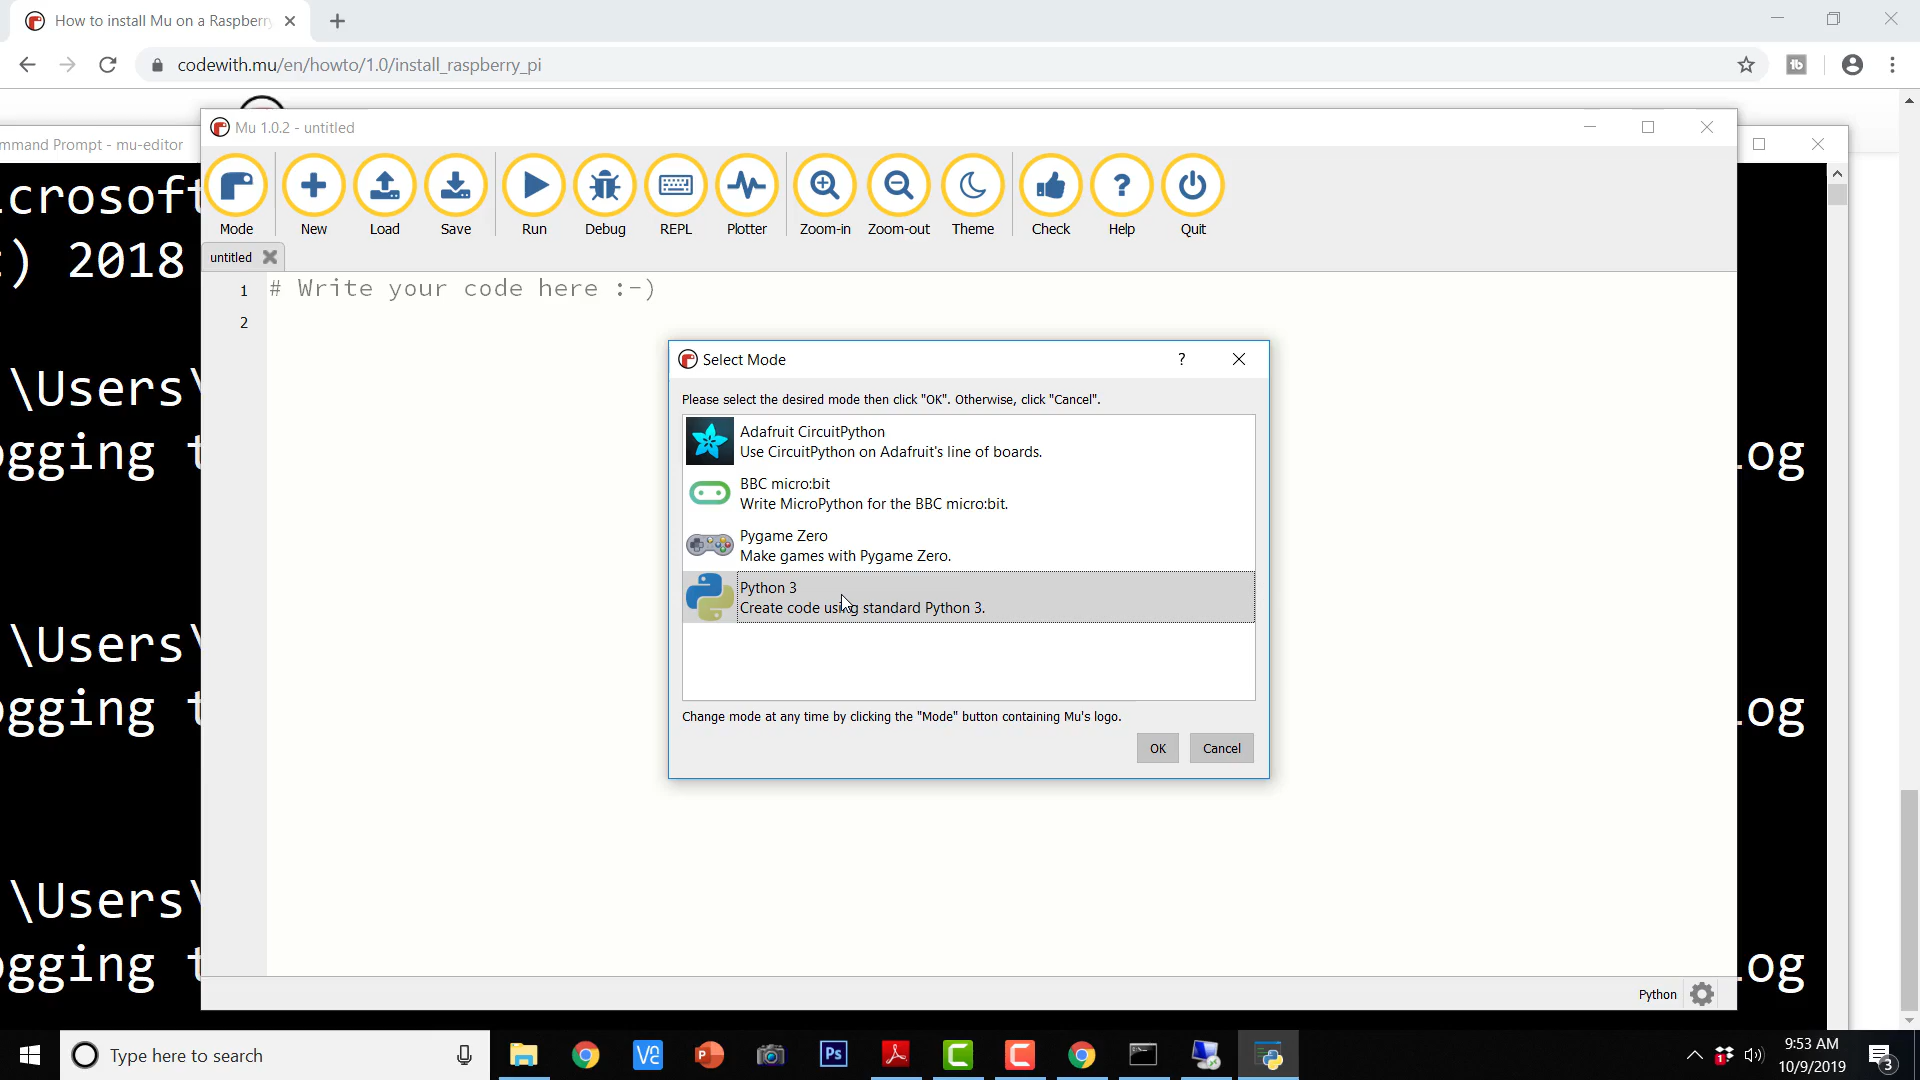 How to install Mu on a Raspberry
codewith.mu/en/howto/1.0/install_raspberry_pi
mmand Prompt - mu-editor
Mu 1.0.2 - untitled
Mode
New
Load
Save
Run
Debug
REPL
Plotter
Zoom-in
Zoom-out
Theme
Check
Help
Quit
untitled
1 # Write your code here :-)
2
icrosoft
) 2018
\Users\
gging t
og
\Users\
gging t
og
\Users\
gging t
og
Select Mode
?
Please select the desired mode then click "OK". Otherwise, click "Cancel".
Adafruit CircuitPython
Use CircuitPython on Adafruit's line of boards.
BBC micro:bit
Write MicroPython for the BBC micro:bit.
Pygame Zero
Make games with Pygame Zero.
Python 3
Create code using standard Python 3.
Change mode at any time by clicking the "Mode" button containing Mu's logo.
OK
Cancel
Python
Type here to search
9:53 AM
10/9/2019
3